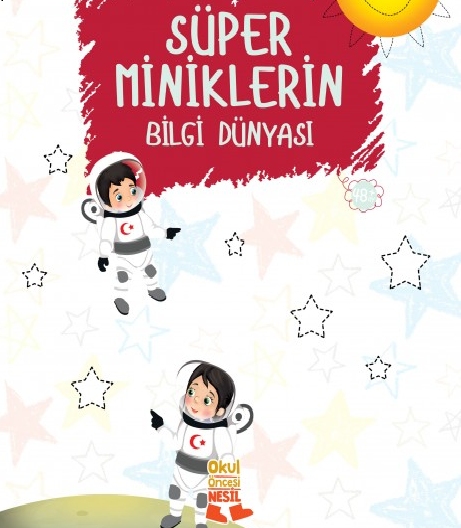 SÜPER
MİNİKLERİN
BİLGİ DÜNYASI
Okul
Öncesi
NESİL